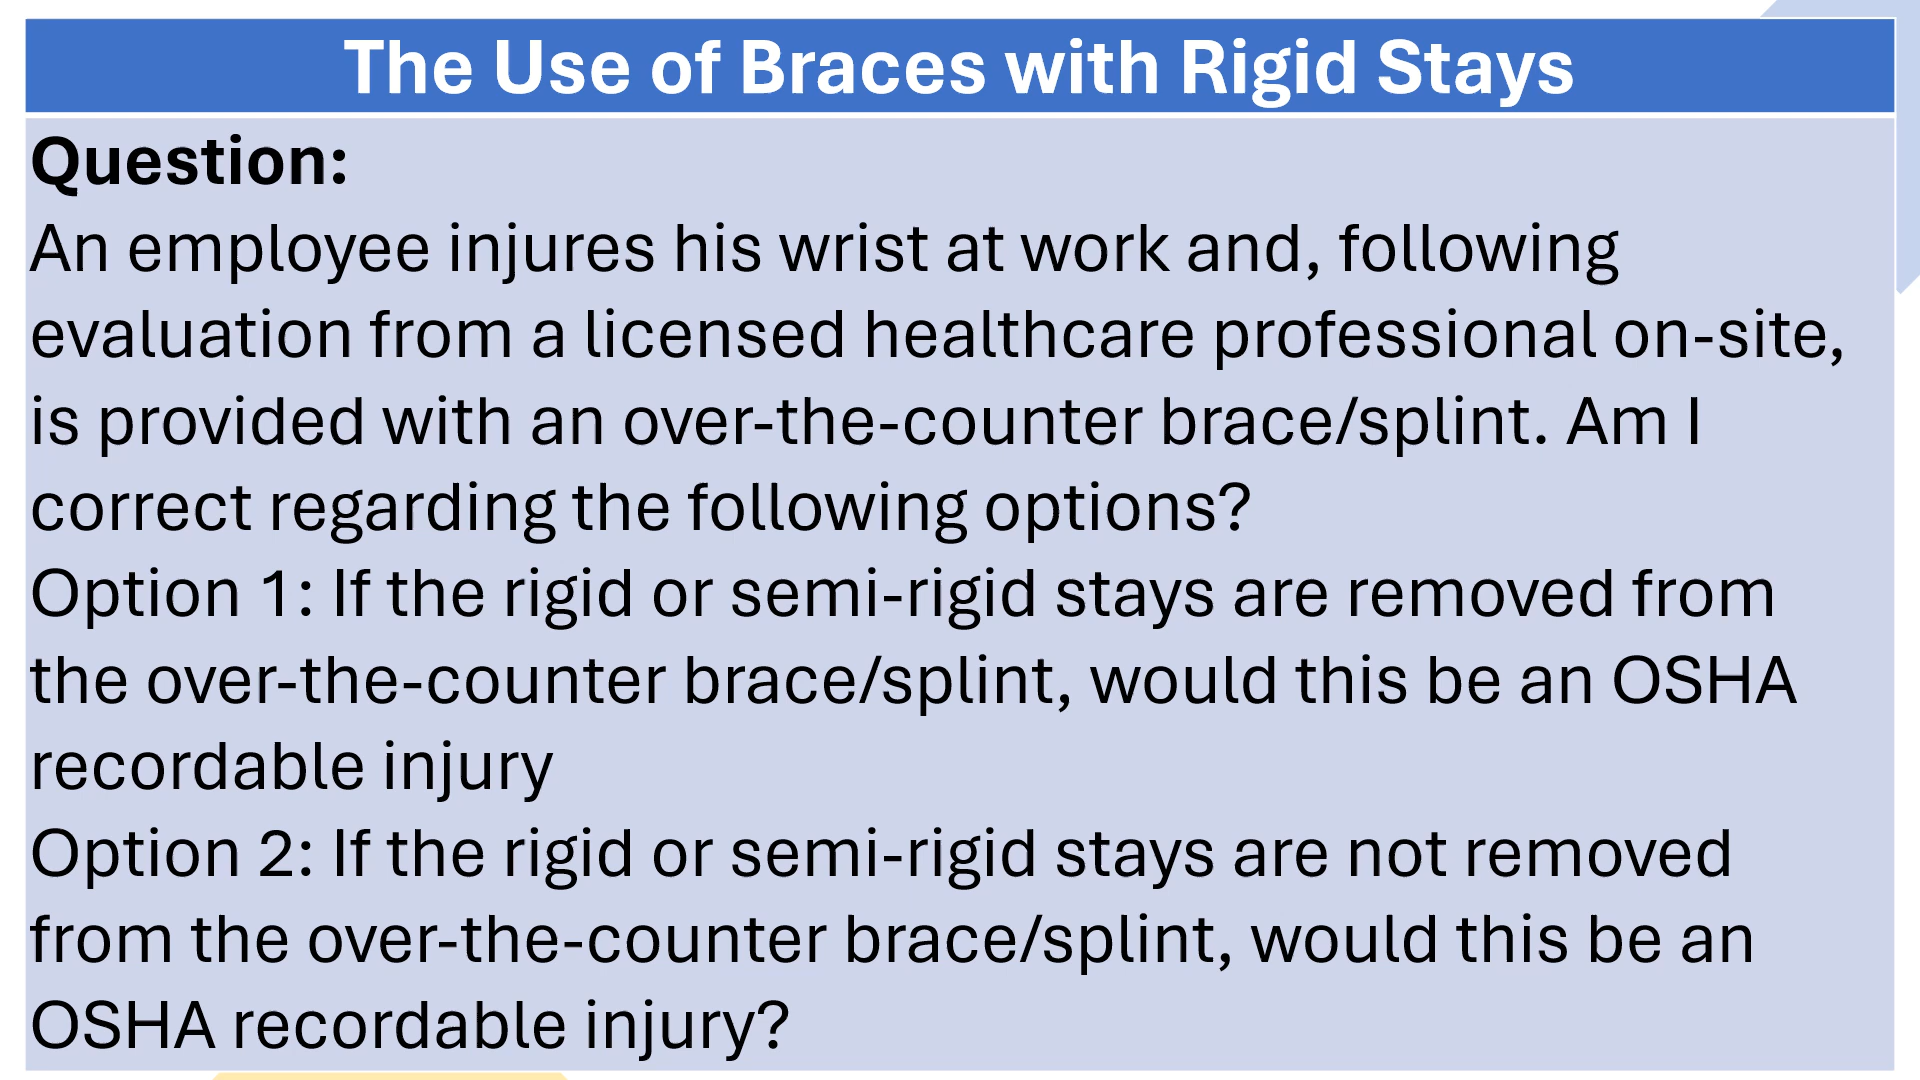 The Use of Braces with Rigid Stays
Question:
An employee injures his wrist at work and, following
evaluation from a licensed healthcare professional on-site,
is provided with an over-the-counter brace/splint. Am I
correct regarding the following options?
Option 1: If the rigid or semi-rigid stays are removed from
the over-the-counter brace/splint, would this be an OSHA
recordable injury
Option 2: If the rigid or semi-rigid stays are not removed
from the over-the-counter brace/splint, would this be an
OSHA recordable injury?